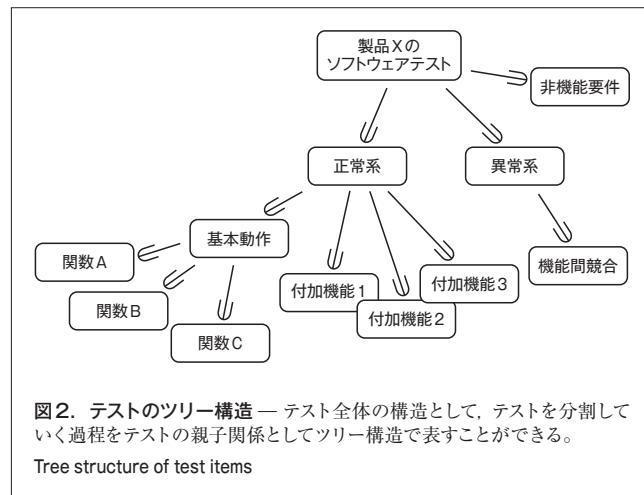 製品Xの
ソフトウェアテスト
非機能要件
正常系
異常系
基本動作
機能間競合
関数A
関数B
関数C
付加機能1
付加機能2
付加機能3
図2. テストのツリー構造 — テスト全体の構造として，テストを分割して
いく過程をテストの親子関係としてツリー構造で表すことができる。
Tree structure of test items